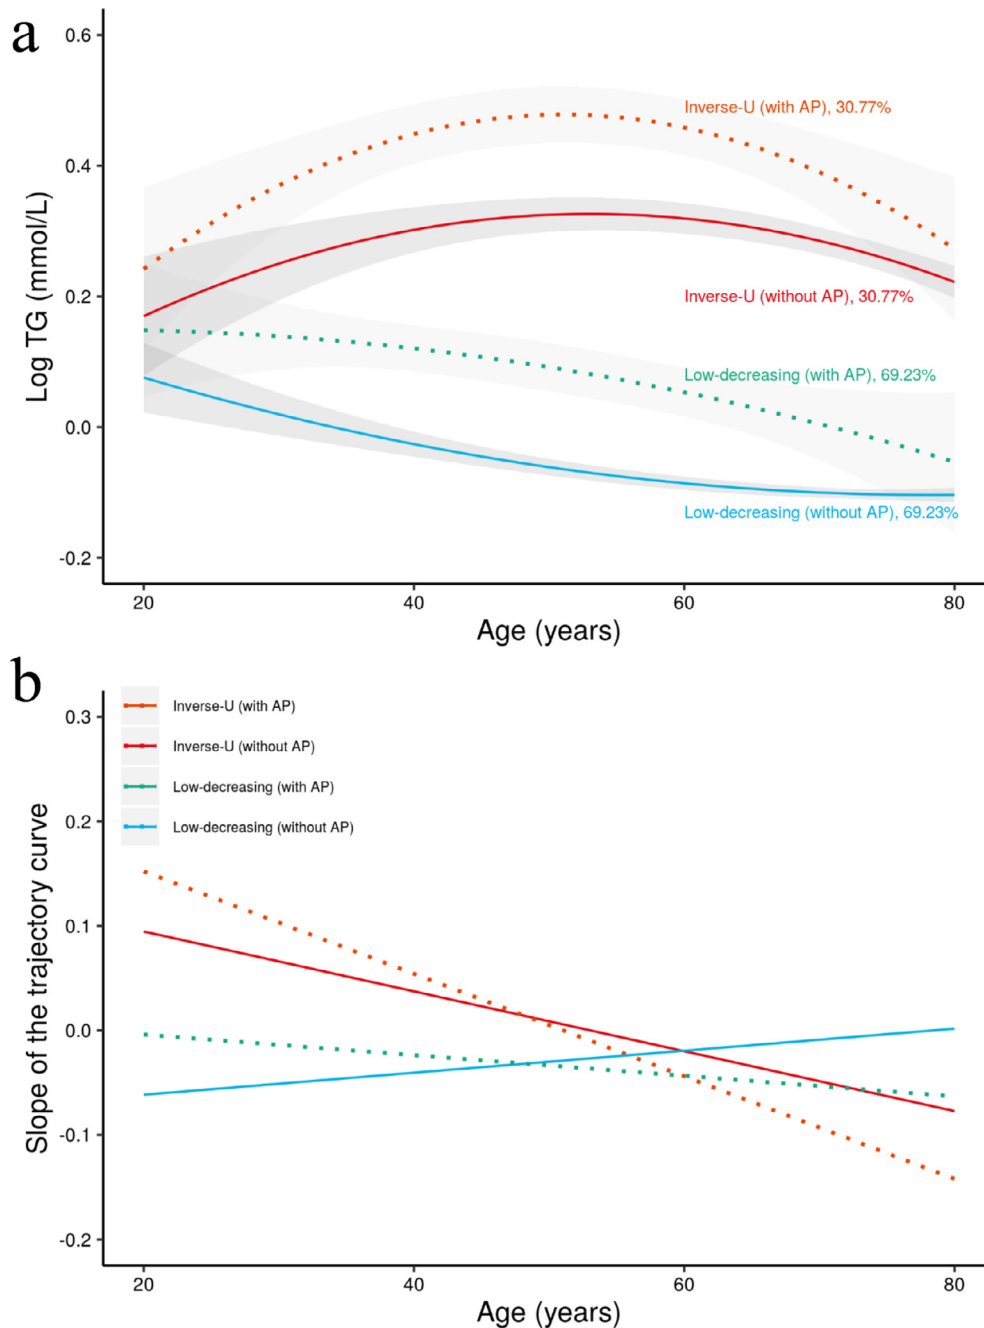 a
0.6
0.4
0.2
0.0
-0.2
Log TG (mmol/L)
Inverse-U (with AP), 30.77%
Inverse-U (without AP), 30.77%
Low-decreasing (with AP), 69.23%
Low-decreasing (without AP), 69.23%
20
40
60
80
Age (years)
b
0.3
0.2
0.1
0.0
-0.1
-0.2
Slope of the trajectory curve
Inverse-U (with AP)
Inverse-U (without AP)
Low-decreasing (with AP)
Low-decreasing (without AP)
20
40
60
80
Age (years)